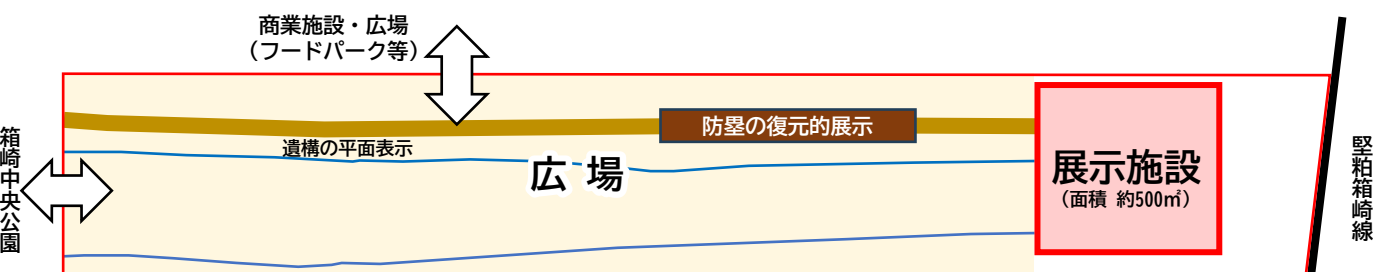 商業施設・広場
（フードパーク等）
防塁の復元的展示
遺構の平面表示
広場
展示施設
（面積 約500㎡）
箱崎中央公園
堅粕箱崎線